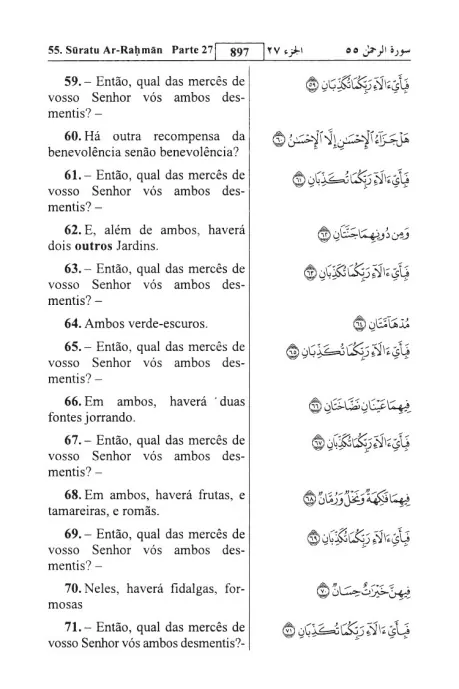 55. Sūratu Ar-Raḥmān Parte 27 897 الجزء ٢٧ سورة الرحمن ٥٥
59. – Então, qual das mercês de
vosso Senhor vós ambos des-
mentis? –
فَبِأَيِّ ءَالَآءِ رَبِّكُمَا تُكَذِّبَانِ ٥٩
60. Há outra recompensa da
benevolência senão benevolência?
هَلْ جَزَآءُ ٱلْإِحْسَٰنِ إِلَّا ٱلْإِحْسَٰنُ ٦٠
61. – Então, qual das mercês de
vosso Senhor vós ambos des-
mentis? –
فَبِأَيِّ ءَالَآءِ رَبِّكُمَا تُكَذِّبَانِ ٦١
62. E, além de ambos, haverá
dois outros Jardins.
وَمِن دُونِهِمَا جَنَّتَانِ ٦٢
63. – Então, qual das mercês de
vosso Senhor vós ambos des-
mentis? –
فَبِأَيِّ ءَالَآءِ رَبِّكُمَا تُكَذِّبَانِ ٦٣
64. Ambos verde-escuros.
مُدْهَآمَّتَانِ ٦٤
65. – Então, qual das mercês de
vosso Senhor vós ambos des-
mentis? –
فَبِأَيِّ ءَالَآءِ رَبِّكُمَا تُكَذِّبَانِ ٦٥
66. Em ambos, haverá duas
fontes jorrando.
فِيهِمَا عَيْنَانِ نَضَّاخَتَانِ ٦٦
67. – Então, qual das mercês de
vosso Senhor vós ambos des-
mentis? –
فَبِأَيِّ ءَالَآءِ رَبِّكُمَا تُكَذِّبَانِ ٦٧
68. Em ambos, haverá frutas, e
tamareiras, e romãs.
فِيهِمَا فَٰكِهَةٌ وَنَخْلٌ وَرُمَّانٌ ٦٨
69. – Então, qual das mercês de
vosso Senhor vós ambos des-
mentis? –
فَبِأَيِّ ءَالَآءِ رَبِّكُمَا تُكَذِّبَانِ ٦٩
70. Neles, haverá fidalgas, for-
mosas
فِيهِنَّ خَيْرَٰتٌ حِسَانٌ ٧٠
71. – Então, qual das mercês de
vosso Senhor vós ambos desmentis?-
فَبِأَيِّ ءَالَآءِ رَبِّكُمَا تُكَذِّبَانِ ٧١